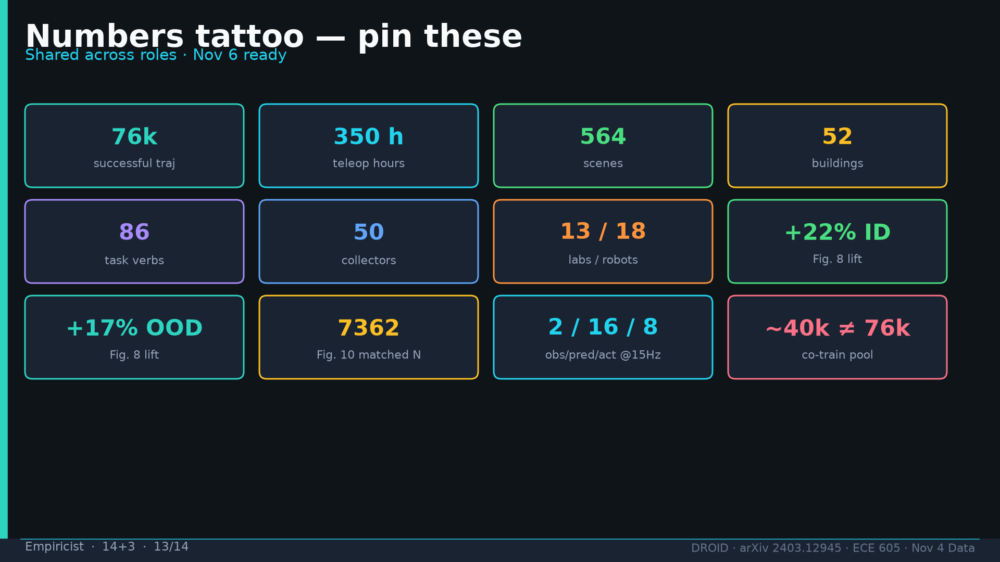 Numbers tattoo — pin these
Shared across roles · Nov 6 ready
76k
successful traj
350 h
teleop hours
564
scenes
52
buildings
86
task verbs
50
collectors
13 / 18
labs / robots
+22% ID
Fig. 8 lift
+17% OOD
Fig. 8 lift
7362
Fig. 10 matched N
2 / 16 / 8
obs/pred/act @15Hz
~40k ≠ 76k
co-train pool
Empiricist · 14+3 · 13/14
DROID · arXiv 2403.12945 · ECE 605 · Nov 4 Data